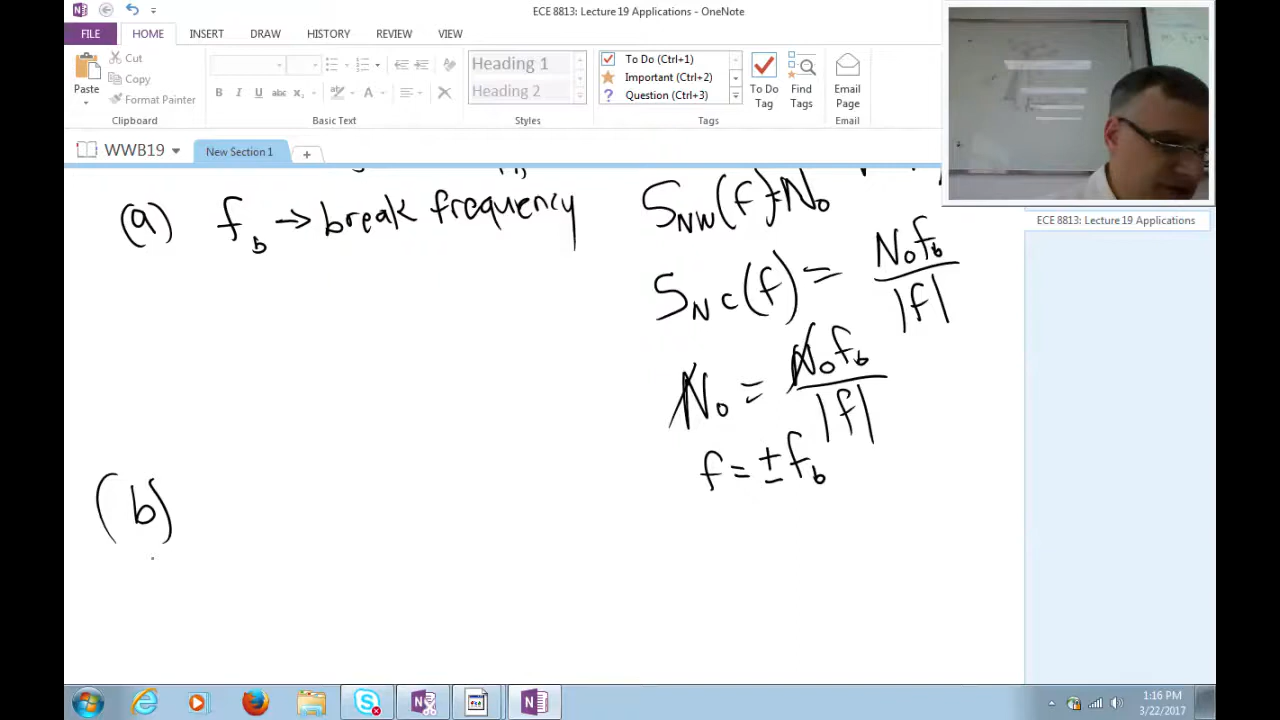 ECE 8813: Lecture 19 Applications - OneNote
FILE HOME INSERT DRAW HISTORY REVIEW VIEW
Paste
Cut
Copy
Format Painter
Clipboard
B I U abc x₂ A
Basic Text
Heading 1
Heading 2
Styles
To Do (Ctrl+1)
Important (Ctrl+2)
Question (Ctrl+3)
To Do Tag
Find Tags
Tags
Email Page
Email
WWB19
New Section 1
+
ECE 8813: Lecture 19 Applications
(a) f_b → break frequency
S_NW(f)=N_0
S_NC(f) = N_0 f_b / |f|
N_0 = N_0 f_b / |f|
f = ± f_b
(b)
1:16 PM
3/22/2017